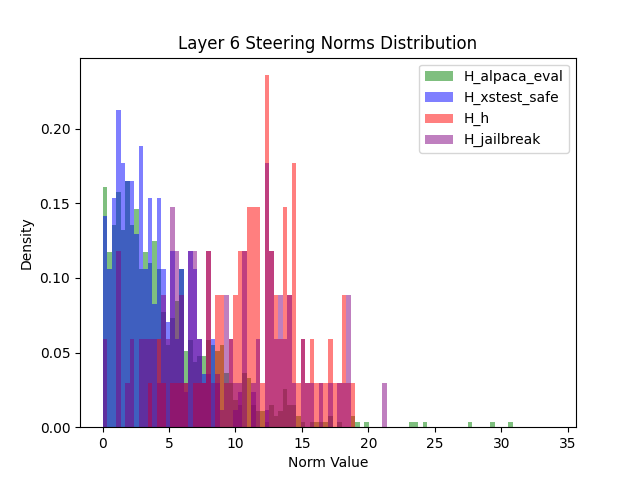 Layer 6 Steering Norms Distribution
H_alpaca_eval
H_xstest_safe
H_h
H_jailbreak
0.20
0.15
0.10
0.05
0.00
Density
0 5 10 15 20 25 30 35
Norm Value